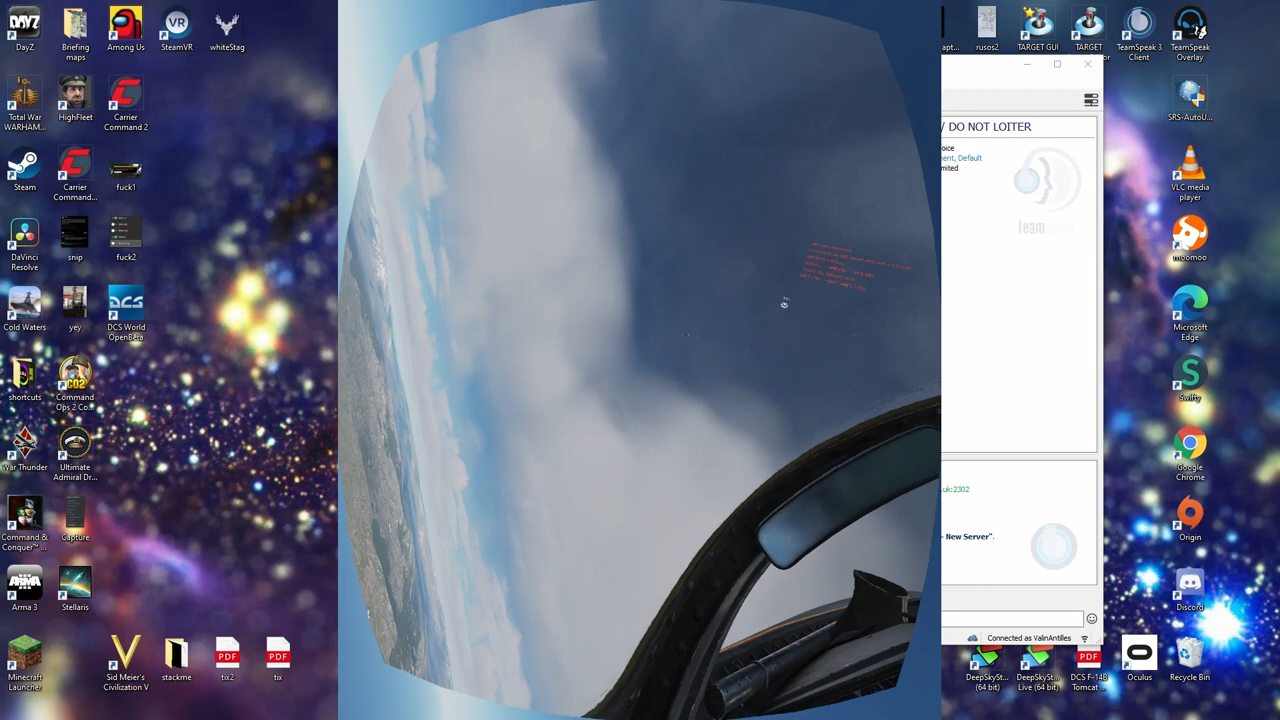 DayZ
Briefing
maps
Among Us
SteamVR
whiteStag
Total War
WARHAM...
HighFleet
Carrier
Command 2
Steam
Carrier
Command...
fuck1
DaVinci
Resolve
snip
fuck2
Cold Waters
yey
DCS World
OpenBeta
shortcuts
Command
Ops 2 Co...
War Thunder
Ultimate
Admiral Dr...
Command &
Conquer™ ...
Capture
Arma 3
Stellaris
Minecraft
Launcher
Sid Meier's
Civilization V
stackme
tix2
tix
rusos2
TARGET GUI
TARGET
TeamSpeak 3
Client
TeamSpeak
Overlay
/ DO NOT LOITER
oice
ent, Default
mited
team
.uk:2302
- New Server".
Connected as ValinAntilles
SRS-AutoU...
VLC media
player
moomoo
Microsoft
Edge
Swifty
Google
Chrome
Origin
Discord
DeepSkySt...
(64 bit)
DeepSkySt...
Live (64 bit)
DCS F-14B
Tomcat ...
Oculus
Recycle Bin